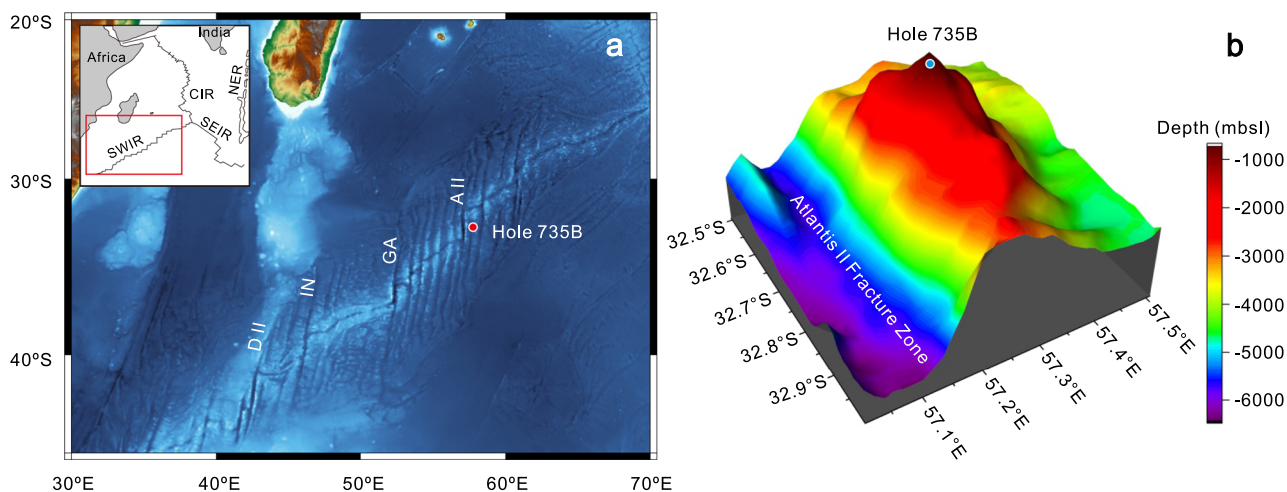 a
20°S
30°S
40°S
30°E
40°E
50°E
60°E
70°E
Africa
India
CIR
NER
SEIR
SWIR
A II
Hole 735B
GA
IN
D II
b
Hole 735B
Atlantis II Fracture Zone
32.5°S
32.6°S
32.7°S
32.8°S
32.9°S
57.1°E
57.2°E
57.3°E
57.4°E
57.5°E
Depth (mbsl)
-1000
-2000
-3000
-4000
-5000
-6000